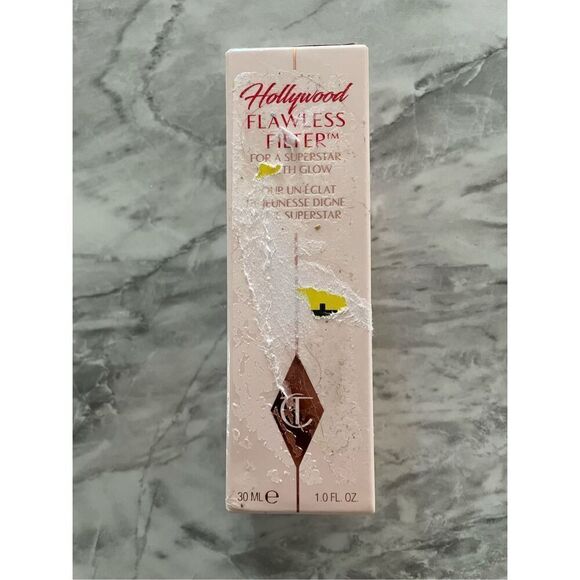 Hollywood
FLAWLESS
FILTER™
FOR A SUPERSTAR
GLOW
UN ÉCLAT
JEUNESSE DIGNE
SUPERSTAR
CT
30 ML ℮
1.0 FL. OZ.